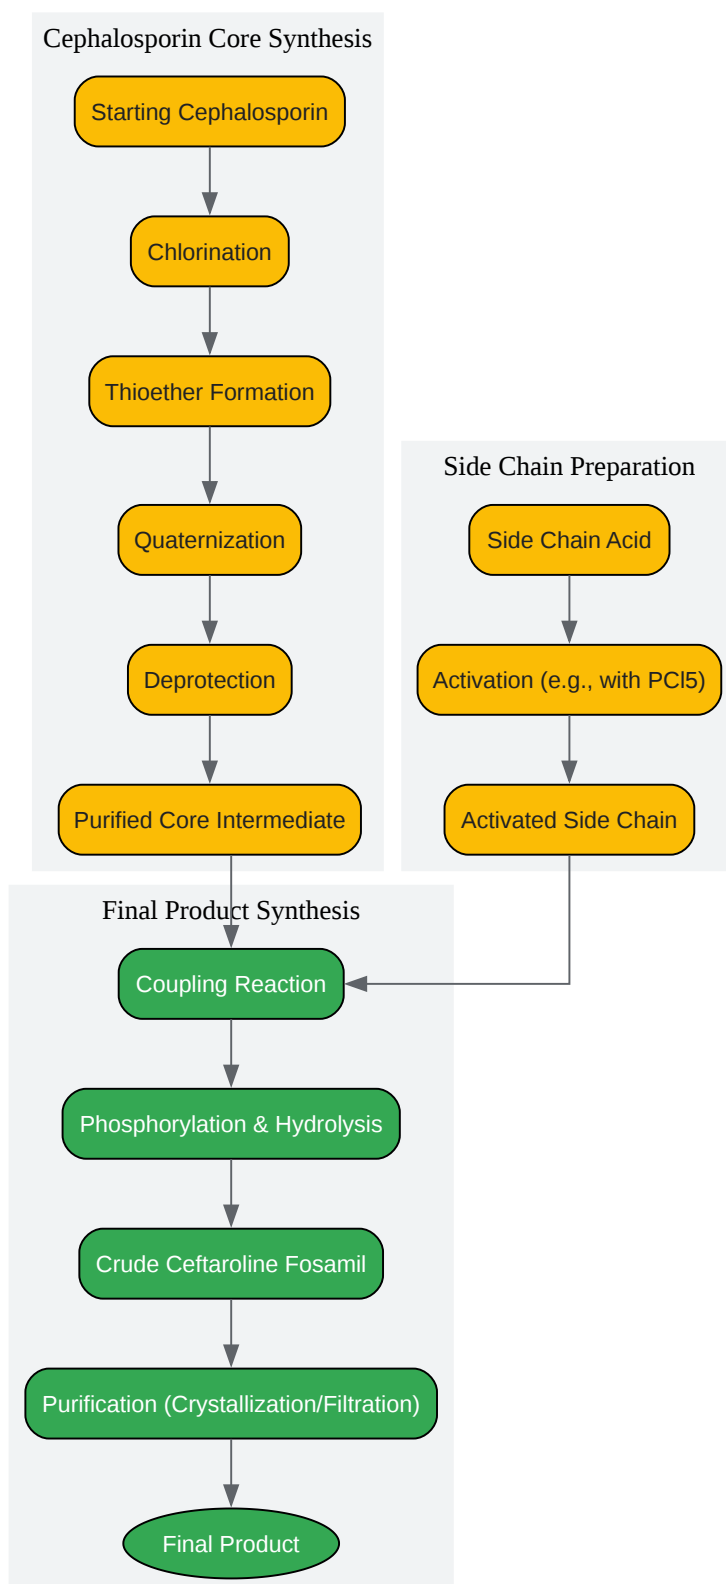 Cephalosporin Core Synthesis
Starting Cephalosporin
Chlorination
Thioether Formation
Quaternization
Deprotection
Purified Core Intermediate
Side Chain Preparation
Side Chain Acid
Activation (e.g., with PCl5)
Activated Side Chain
Final Product Synthesis
Coupling Reaction
Phosphorylation & Hydrolysis
Crude Ceftaroline Fosamil
Purification (Crystallization/Filtration)
Final Product